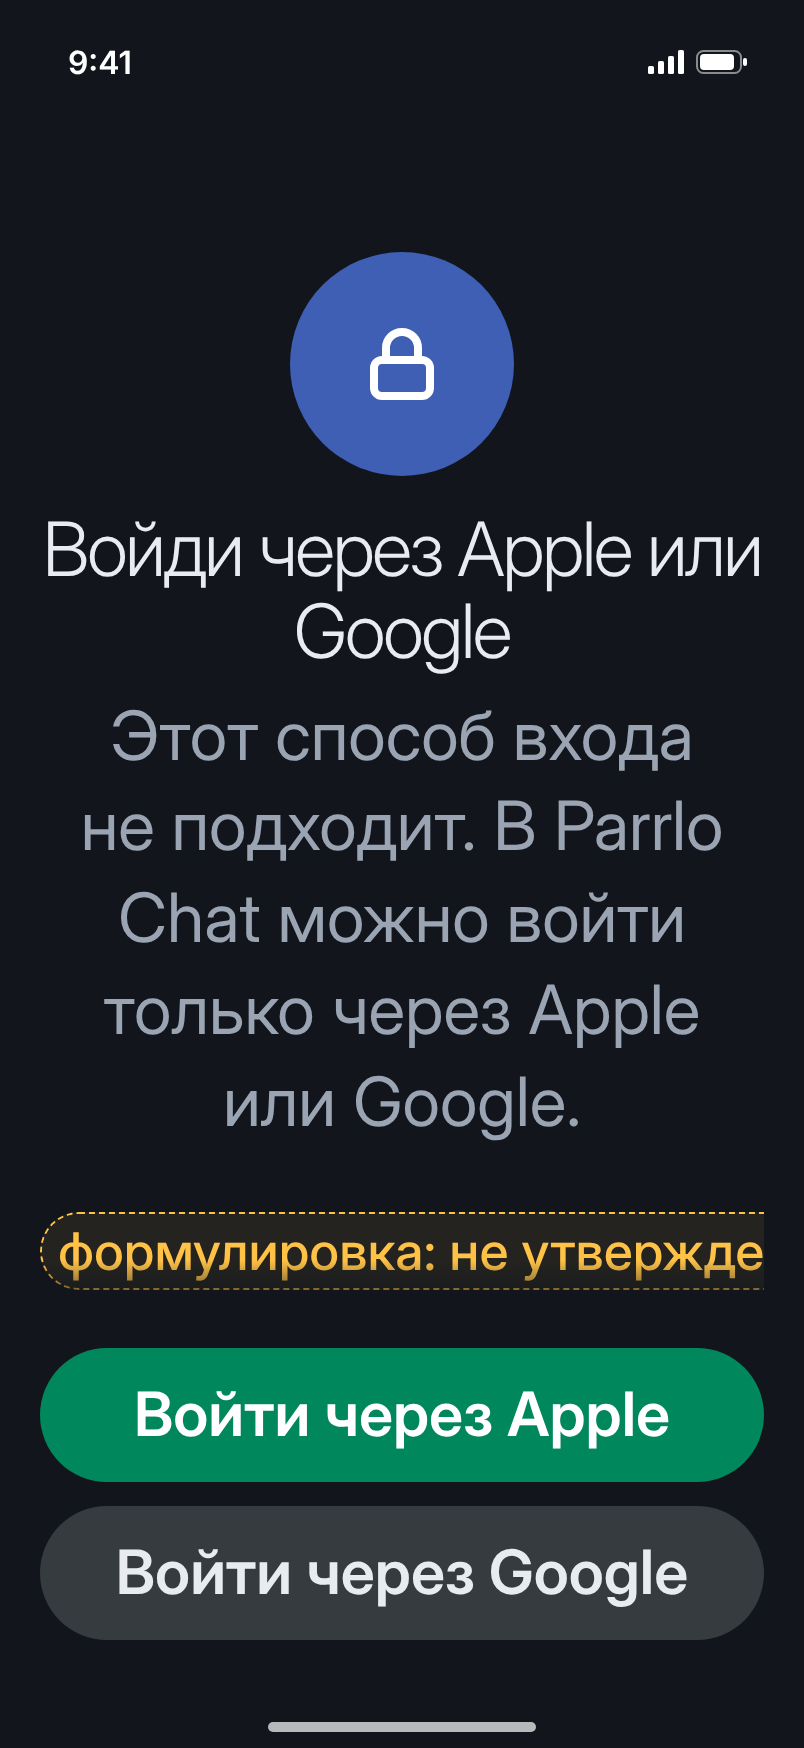 9:41
Войди через Apple или
Google
Этот способ входа
не подходит. В Parrlo
Chat можно войти
только через Apple
или Google.
формулировка: не утвержде
Войти через Apple
Войти через Google